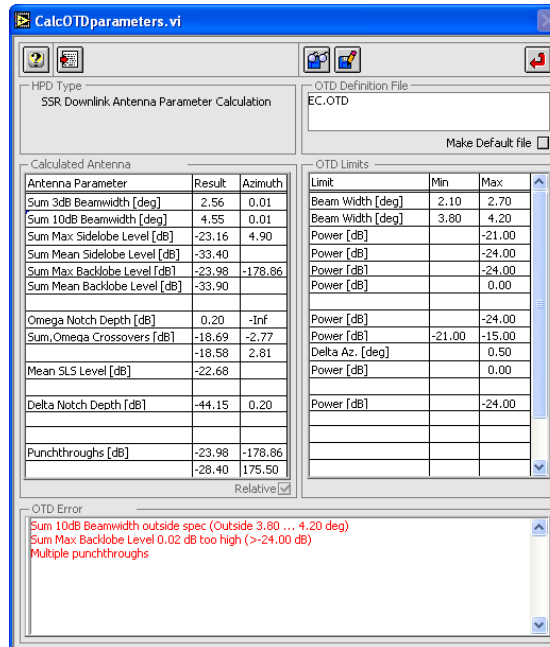 CalcOTDparameters.vi
HPD Type
SSR Downlink Antenna Parameter Calculation
OTD Definition File
EC.OTD
Make Default file
Calculated Antenna
Antenna Parameter Result Azimuth
Sum 3dB Beamwidth [deg] 2.56 0.01
Sum 10dB Beamwidth [deg] 4.55 0.01
Sum Max Sidelobe Level [dB] -23.16 4.90
Sum Mean Sidelobe Level [dB] -33.40
Sum Max Backlobe Level [dB] -23.98 -178.86
Sum Mean Backlobe Level [dB] -33.90
Omega Notch Depth [dB] 0.20 -Inf
Sum,Omega Crossovers [dB] -18.69 -2.77
-18.58 2.81
Mean SLS Level [dB] -22.68
Delta Notch Depth [dB] -44.15 0.20
Punchthroughs [dB] -23.98 -178.86
-28.40 175.50
Relative
OTD Limits
Limit Min Max
Beam Width [deg] 2.10 2.70
Beam Width [deg] 3.80 4.20
Power [dB] -21.00
Power [dB] -24.00
Power [dB] -24.00
Power [dB] 0.00
Power [dB] -24.00
Power [dB] -21.00 -15.00
Delta Az. [deg] 0.50
Power [dB] 0.00
Power [dB] -24.00
OTD Error
Sum 10dB Beamwidth outside spec (Outside 3.80 ... 4.20 deg)
Sum Max Backlobe Level 0.02 dB too high (>-24.00 dB)
Multiple punchthroughs